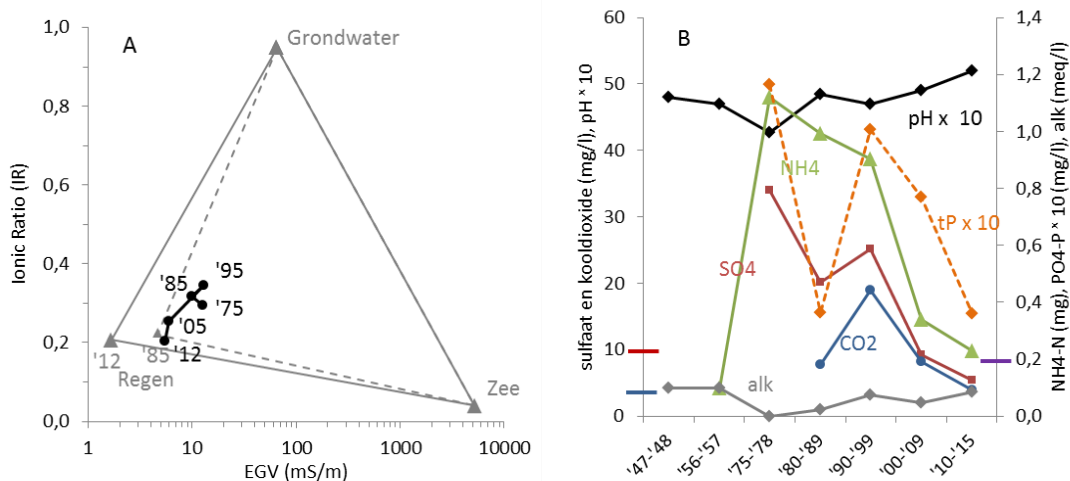 A
Grondwater
1,0
0,8
0,6
0,4
0,2
0,0
Ionic Ratio (IR)
'95
'85
'75
'05
'85
'12
'12
Regen
Zee
1
10
100
1000
10000
EGV (mS/m)
B
60
50
40
30
20
10
0
sulfaat en kooldioxide (mg/l), pH * 10
pH x 10
NH4
tP x 10
SO4
CO2
alk
1,4
1,2
1,0
0,8
0,6
0,4
0,2
0,0
NH4-N (mg), PO4-P * 10 (mg/l), alk (meq/l)
'47-'48
'56-'57
'75-'78
'80-'89
'90-'99
'00-'09
'10-'15